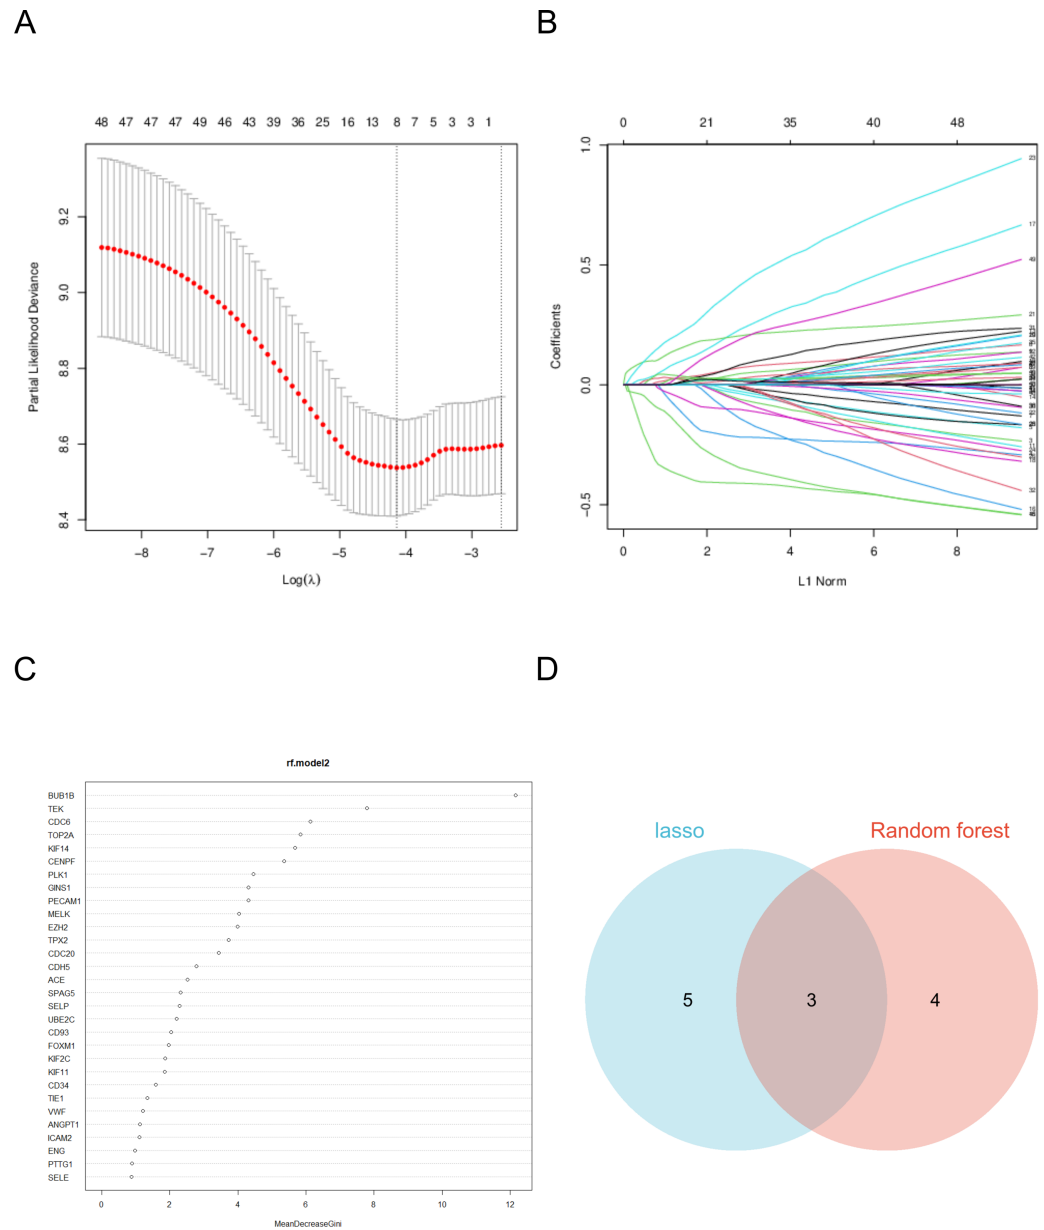 A
B
48 47 47 47 49 46 43 39 36 25 16 13 8 7 5 3 3 1
9.2
9.0
8.8
8.6
8.4
Partial Likelihood Deviance
−8 −7 −6 −5 −4 −3
Log(λ)
0 21 35 40 48
1.0
0.5
0.0
−0.5
Coefficients
23
17
49
21
3
11
18
32
0 2 4 6 8
L1 Norm
C
D
rf.model2
BUB1B
TEK
CDC6
TOP2A
KIF14
CENPF
PLK1
GINS1
PECAM1
MELK
EZH2
TPX2
CDC20
CDH5
ACE
SPAG5
SELP
UBE2C
CD93
FOXM1
KIF2C
KIF11
CD34
TIE1
VWF
ANGPT1
ICAM2
ENG
PTTG1
SELE
0 2 4 6 8 10 12
MeanDecreaseGini
lasso
Random forest
5 3 4